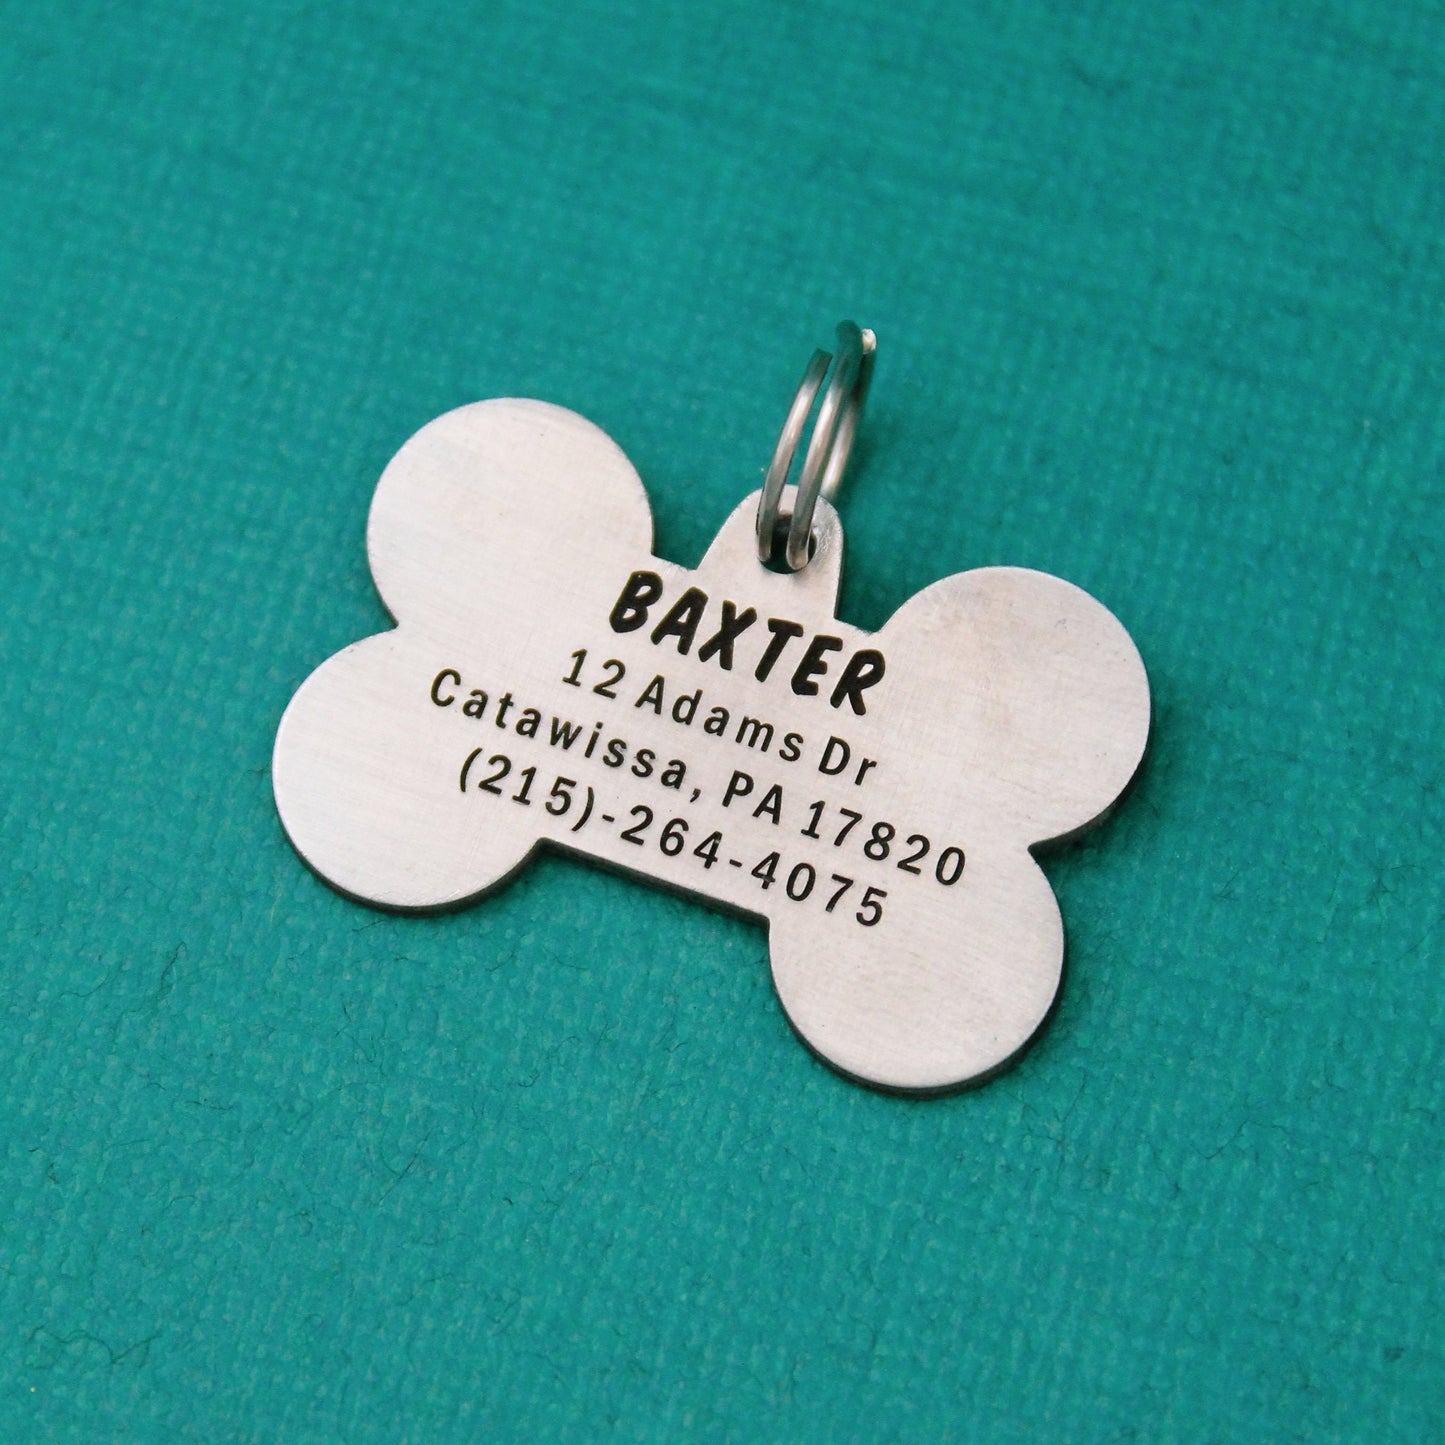 BAXTER
12 Adams Dr
Catawissa, PA 17820
(215)-264-4075